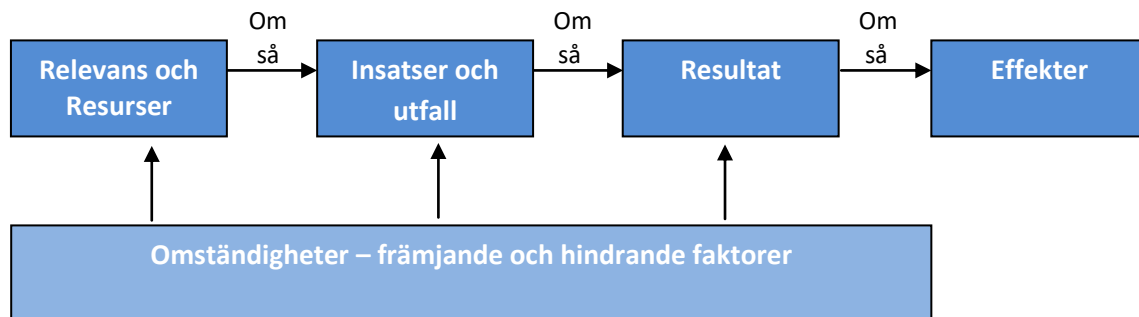 Om
så
Om
så
Om
så
Relevans och
Resurser
Insatser och
utfall
Resultat
Effekter
Omständigheter – främjande och hindrande faktorer